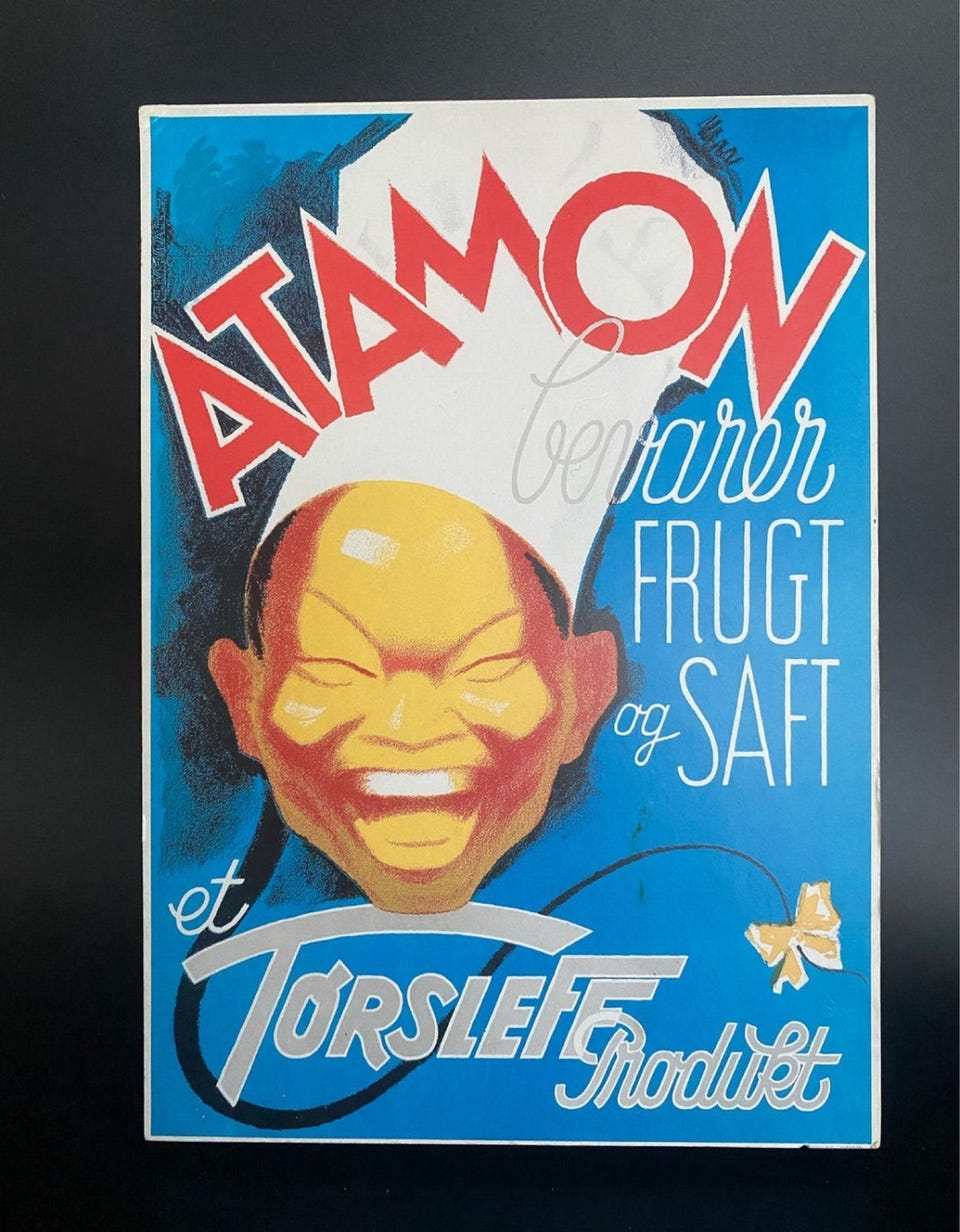 ATAMON
bevarer
FRUGT
og SAFT
et
TØRSLEFF
Produkt